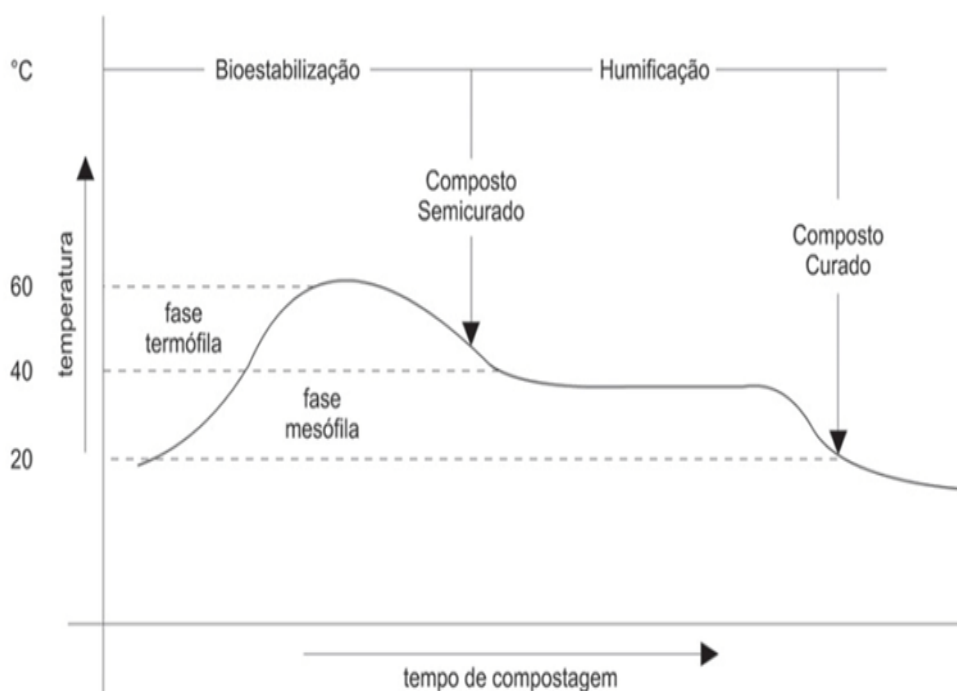 °C
Bioestabilização
Humificação
Composto
Semicurado
Composto
Curado
temperatura
60
fase
termófila
40
fase
mesófila
20
tempo de compostagem